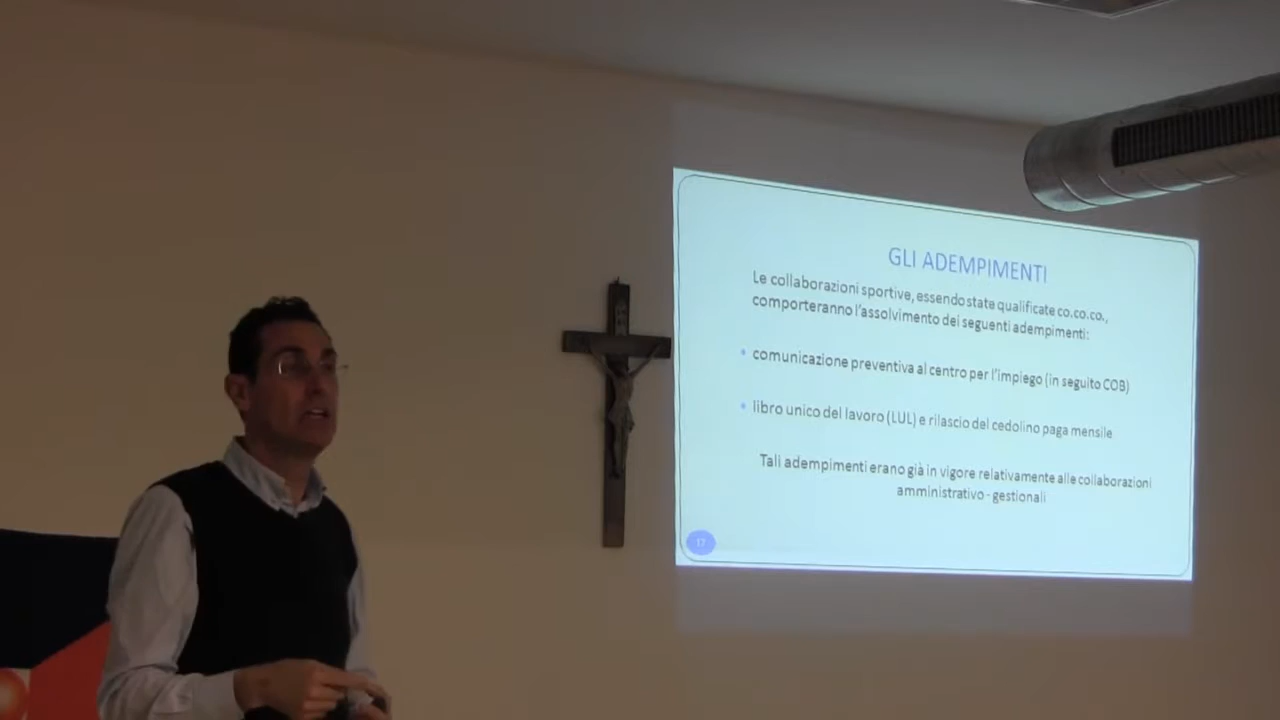 GLI ADEMPIMENTI
Le collaborazioni sportive, essendo state qualificate co.co.co.,
comporteranno l'assolvimento dei seguenti adempimenti:
• comunicazione preventiva al centro per l'impiego (in seguito COB)
• libro unico del lavoro (LUL) e rilascio del cedolino paga mensile
Tali adempimenti erano già in vigore relativamente alle collaborazioni
amministrativo - gestionali
17